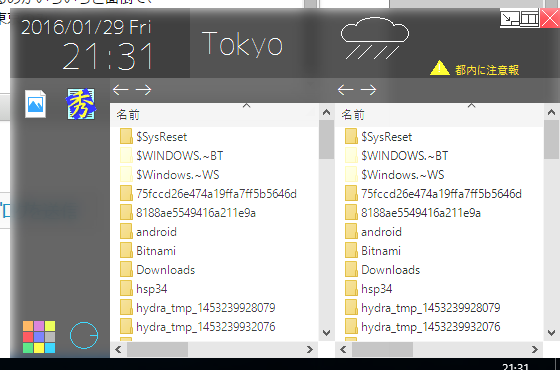 2016/01/29 Fri
21:31
Tokyo
都内に注意報
秀
名前
$SysReset
$WINDOWS.~BT
$Windows.~WS
75fccd26e474a19ffa7ff5b5646d
8188ae5549416a211e9a
android
Bitnami
Downloads
hsp34
hydra_tmp_1453239928079
hydra_tmp_1453239932076
名前
$SysReset
$WINDOWS.~BT
$Windows.~WS
75fccd26e474a19ffa7ff5b5646d
8188ae5549416a211e9a
android
Bitnami
Downloads
hsp34
hydra_tmp_1453239928079
hydra_tmp_1453239932076
21:31